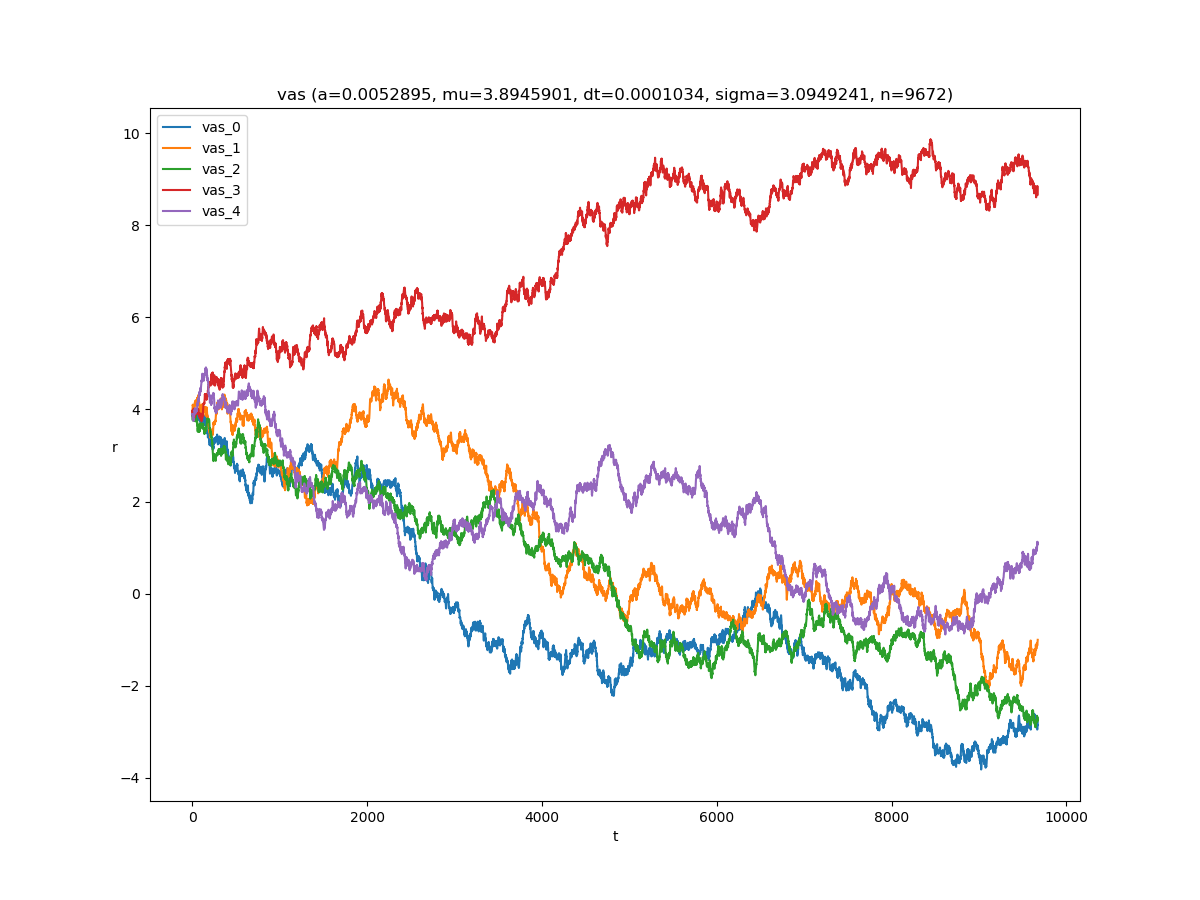 vas (a=0.0052895, mu=3.8945901, dt=0.0001034, sigma=3.0949241, n=9672)
vas_0
vas_1
vas_2
vas_3
vas_4
10
8
6
4
2
0
−2
−4
r
0 2000 4000 6000 8000 10000
t